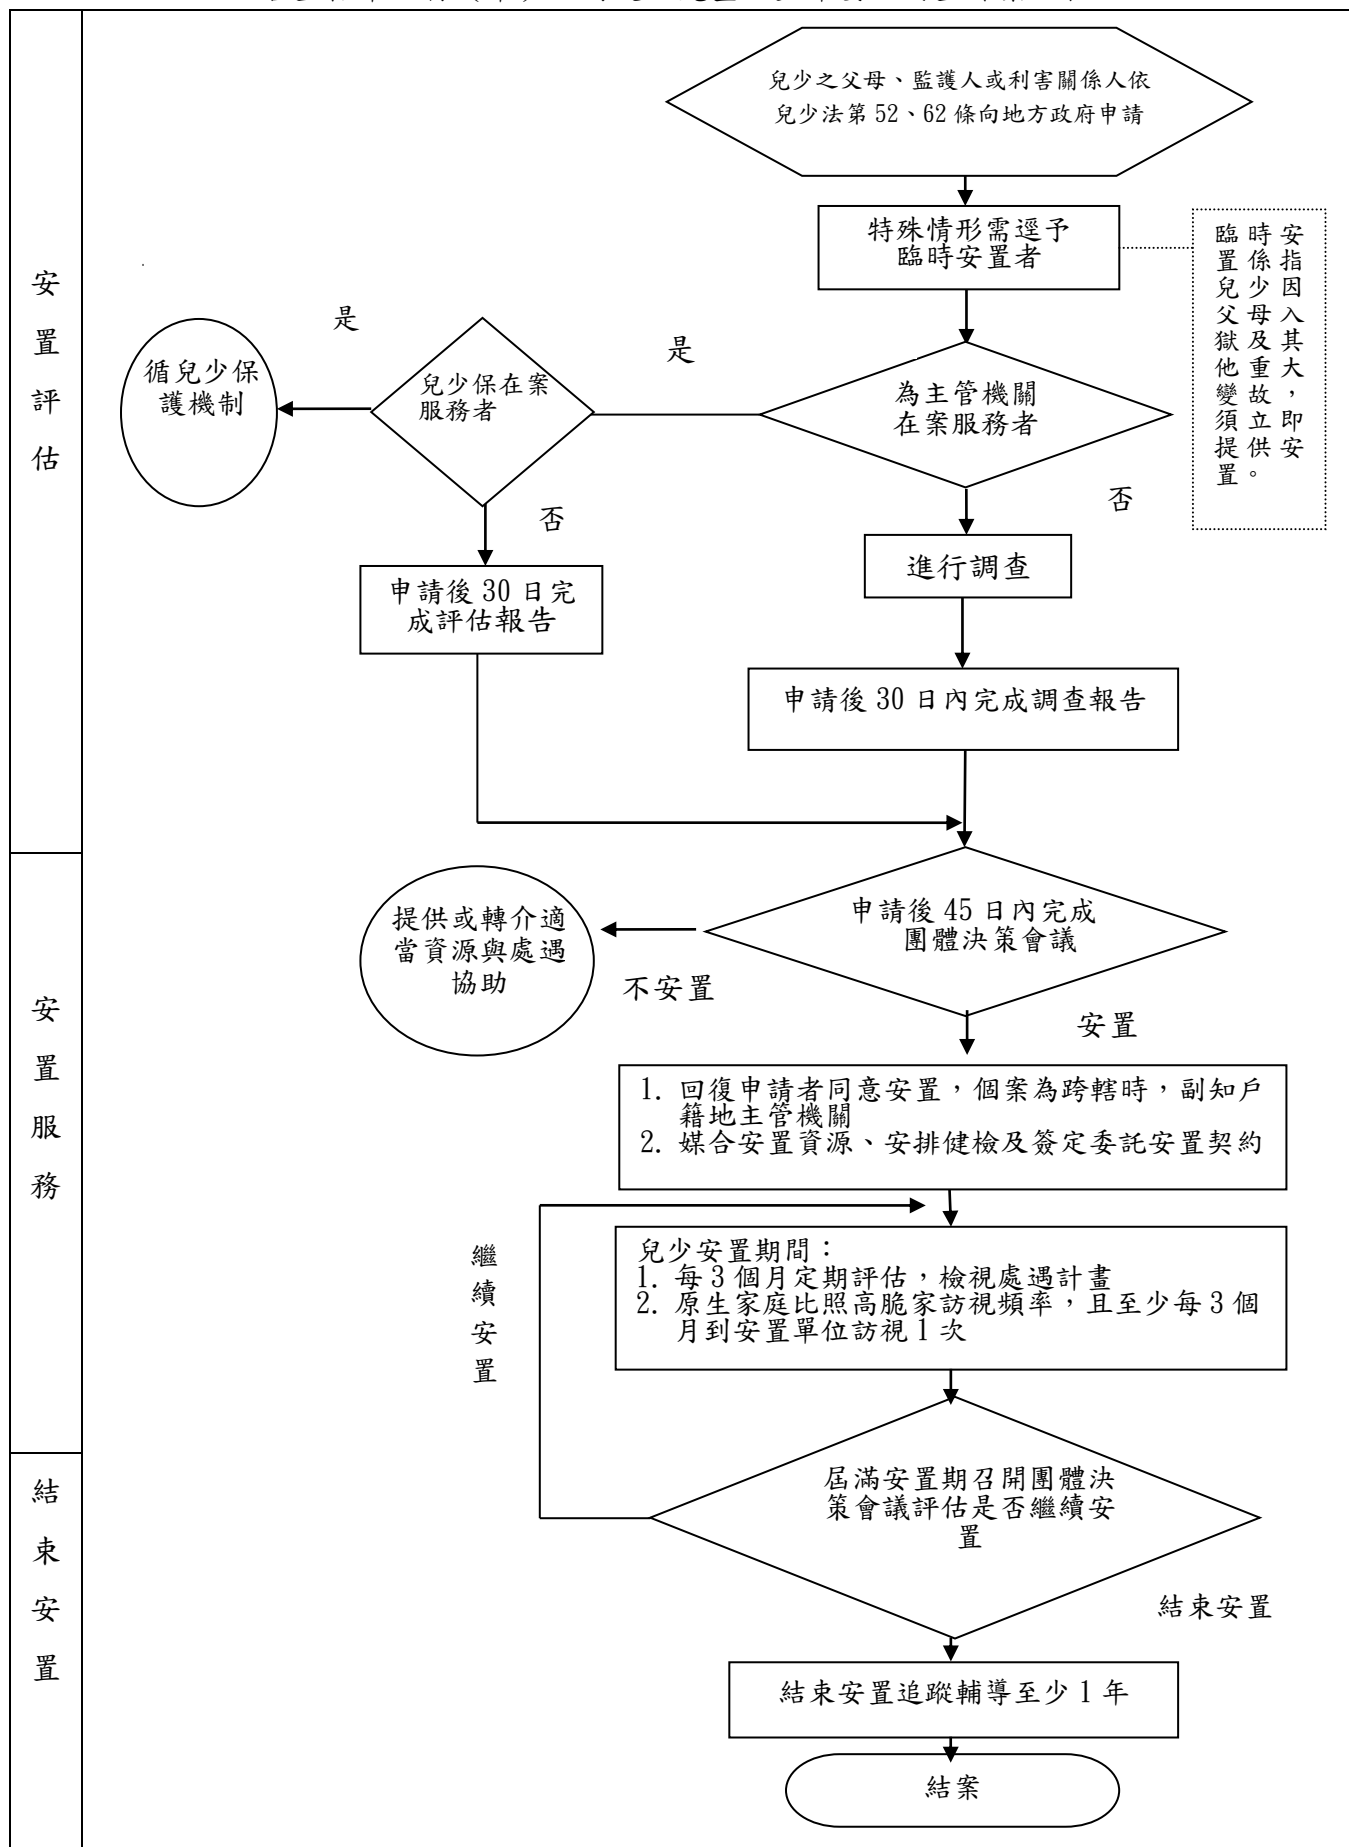 兒少之父母、監護人或利害關係人依
兒少法第 52、62 條向地方政府申請
特殊情形需逕予
臨時安置者
臨時安
置係指
兒少因
父母入
獄及其
他重大
變故，
須立即
提供安
置。
安置評估
為主管機關
在案服務者
是
否
兒少保在案
服務者
是
否
循兒少保
護機制
進行調查
申請後 30 日完
成評估報告
申請後 30 日內完成調查報告
安置服務
申請後 45 日內完成
團體決策會議
不安置
安置
提供或轉介適
當資源與處遇
協助
1. 回復申請者同意安置，個案為跨轄時，副知戶
籍地主管機關
2. 媒合安置資源、安排健檢及簽定委託安置契約
繼續安置
兒少安置期間：
1. 每 3 個月定期評估，檢視處遇計畫
2. 原生家庭比照高脆家訪視頻率，且至少每 3 個
月到安置單位訪視 1 次
結束安置
屆滿安置期召開團體決
策會議評估是否繼續安
置
結束安置
結束安置追蹤輔導至少 1 年
結案